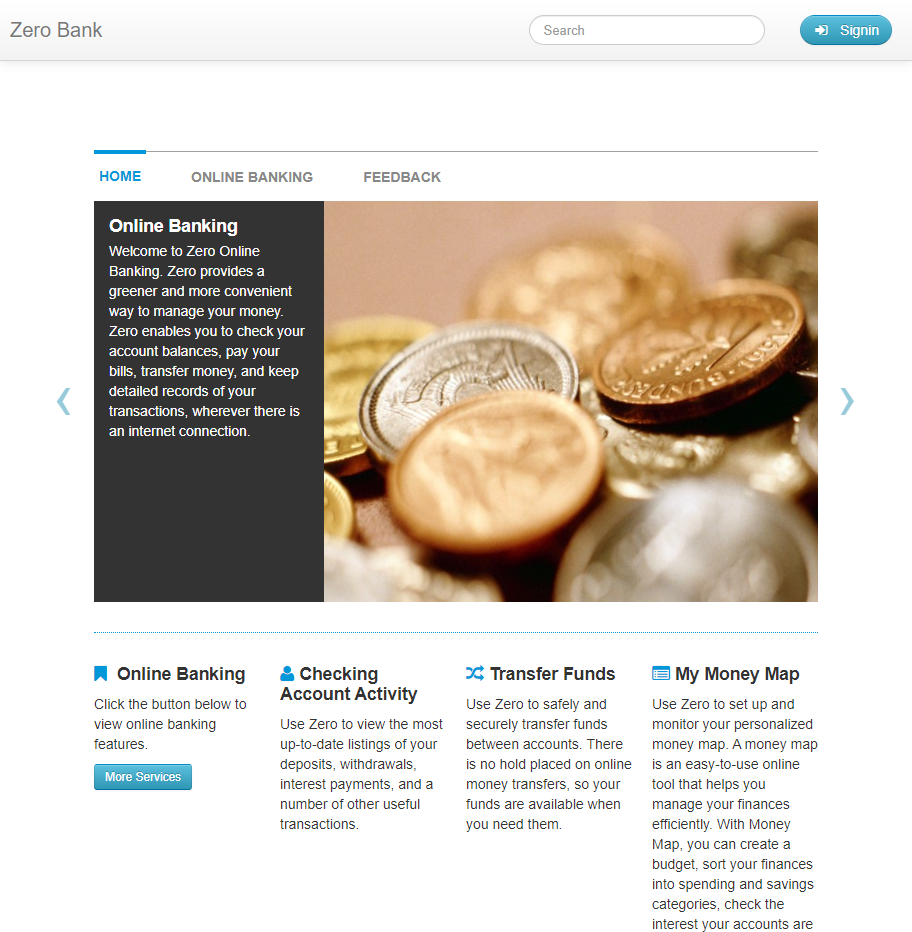 Zero Bank
Search
Signin
HOME
ONLINE BANKING
FEEDBACK
Online Banking
Welcome to Zero Online
Banking. Zero provides a
greener and more convenient
way to manage your money.
Zero enables you to check your
account balances, pay your
bills, transfer money, and keep
detailed records of your
transactions, wherever there is
an internet connection.
Online Banking
Click the button below to
view online banking
features.
More Services
Checking
Account Activity
Use Zero to view the most
up-to-date listings of your
deposits, withdrawals,
interest payments, and a
number of other useful
transactions.
Transfer Funds
Use Zero to safely and
securely transfer funds
between accounts. There
is no hold placed on online
money transfers, so your
funds are available when
you need them.
My Money Map
Use Zero to set up and
monitor your personalized
money map. A money map
is an easy-to-use online
tool that helps you
manage your finances
efficiently. With Money
Map, you can create a
budget, sort your finances
into spending and savings
categories, check the
interest your accounts are